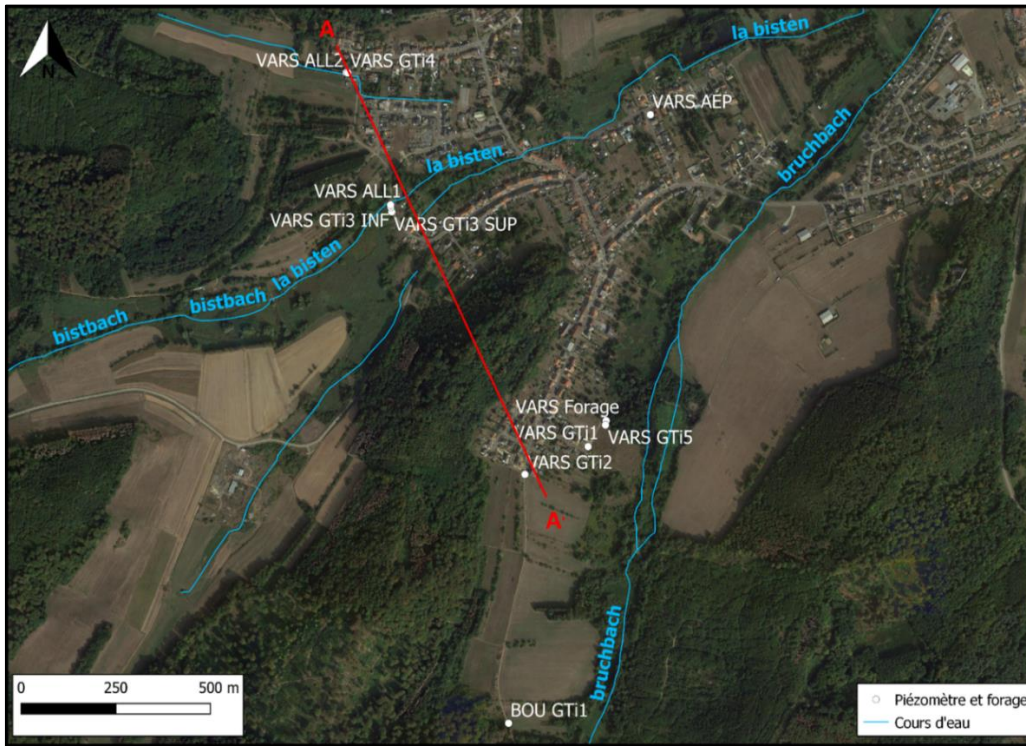 A
N
VARS ALL2 VARS GTi4
la bisten
VARS AEP
bruchbach
la bisten
VARS ALL1
VARS GTi3 INF VARS GTi3 SUP
la bisten
bistbach
bistbach
VARS Forage
VARS GTi1 VARS GTi5
VARS GTi2
A'
bruchbach
0 250 500 m
BOU GTi1
Piézomètre et forage
Cours d'eau